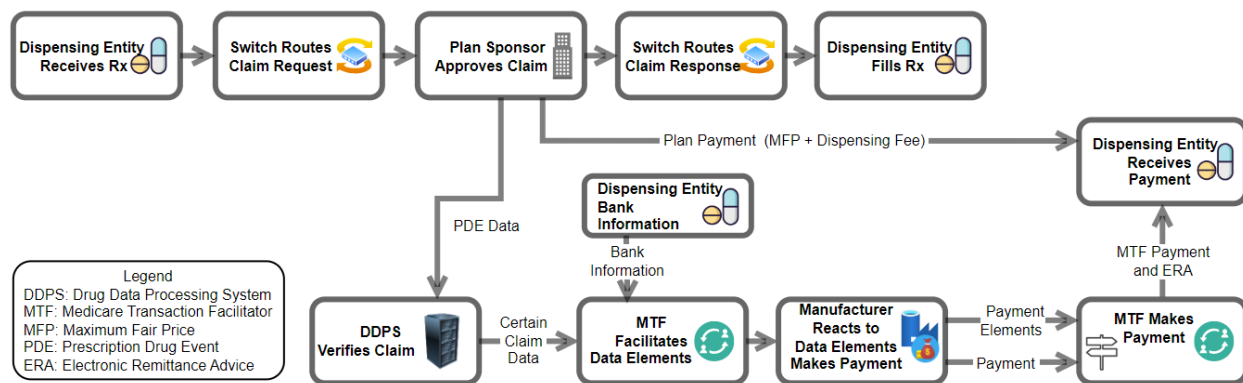 Dispensing Entity
Receives Rx
Switch Routes
Claim Request
Plan Sponsor
Approves Claim
Switch Routes
Claim Response
Dispensing Entity
Fills Rx
Plan Payment (MFP + Dispensing Fee)
Dispensing Entity
Receives
Payment
Dispensing Entity
Bank
Information
PDE Data
Bank
Information
MTF Payment
and ERA
Legend
DDPS: Drug Data Processing System
MTF: Medicare Transaction Facilitator
MFP: Maximum Fair Price
PDE: Prescription Drug Event
ERA: Electronic Remittance Advice
DDPS
Verifies Claim
Certain
Claim
Data
MTF
Facilitates
Data Elements
Manufacturer
Reacts to
Data Elements
Makes Payment
Payment
Elements
Payment
MTF Makes
Payment